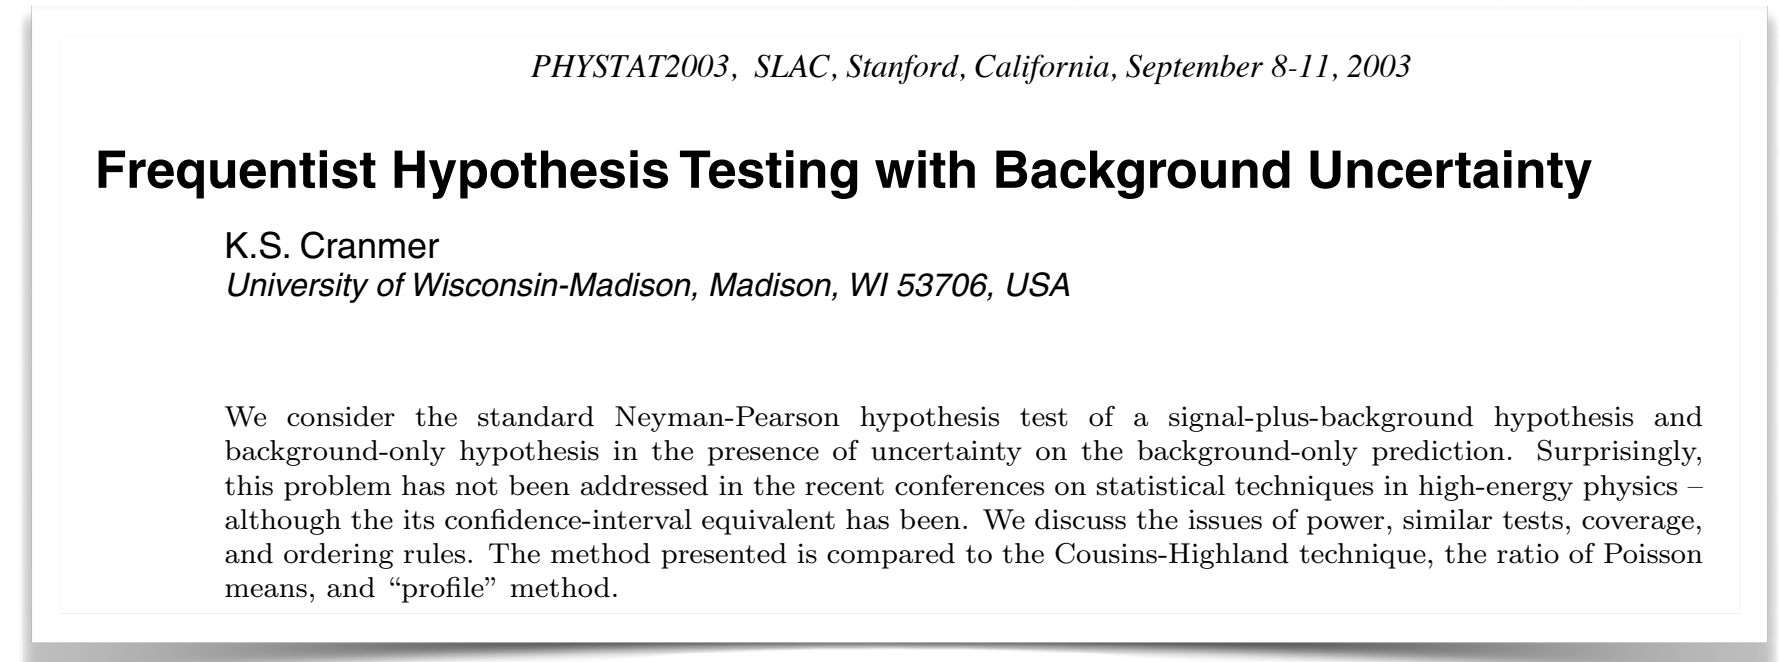 PHYSTAT2003, SLAC, Stanford, California, September 8-11, 2003
Frequentist Hypothesis Testing with Background Uncertainty
K.S. Cranmer
University of Wisconsin-Madison, Madison, WI 53706, USA
We consider the standard Neyman-Pearson hypothesis test of a signal-plus-background hypothesis and
background-only hypothesis in the presence of uncertainty on the background-only prediction. Surprisingly,
this problem has not been addressed in the recent conferences on statistical techniques in high-energy physics –
although the its confidence-interval equivalent has been. We discuss the issues of power, similar tests, coverage,
and ordering rules. The method presented is compared to the Cousins-Highland technique, the ratio of Poisson
means, and “profile” method.